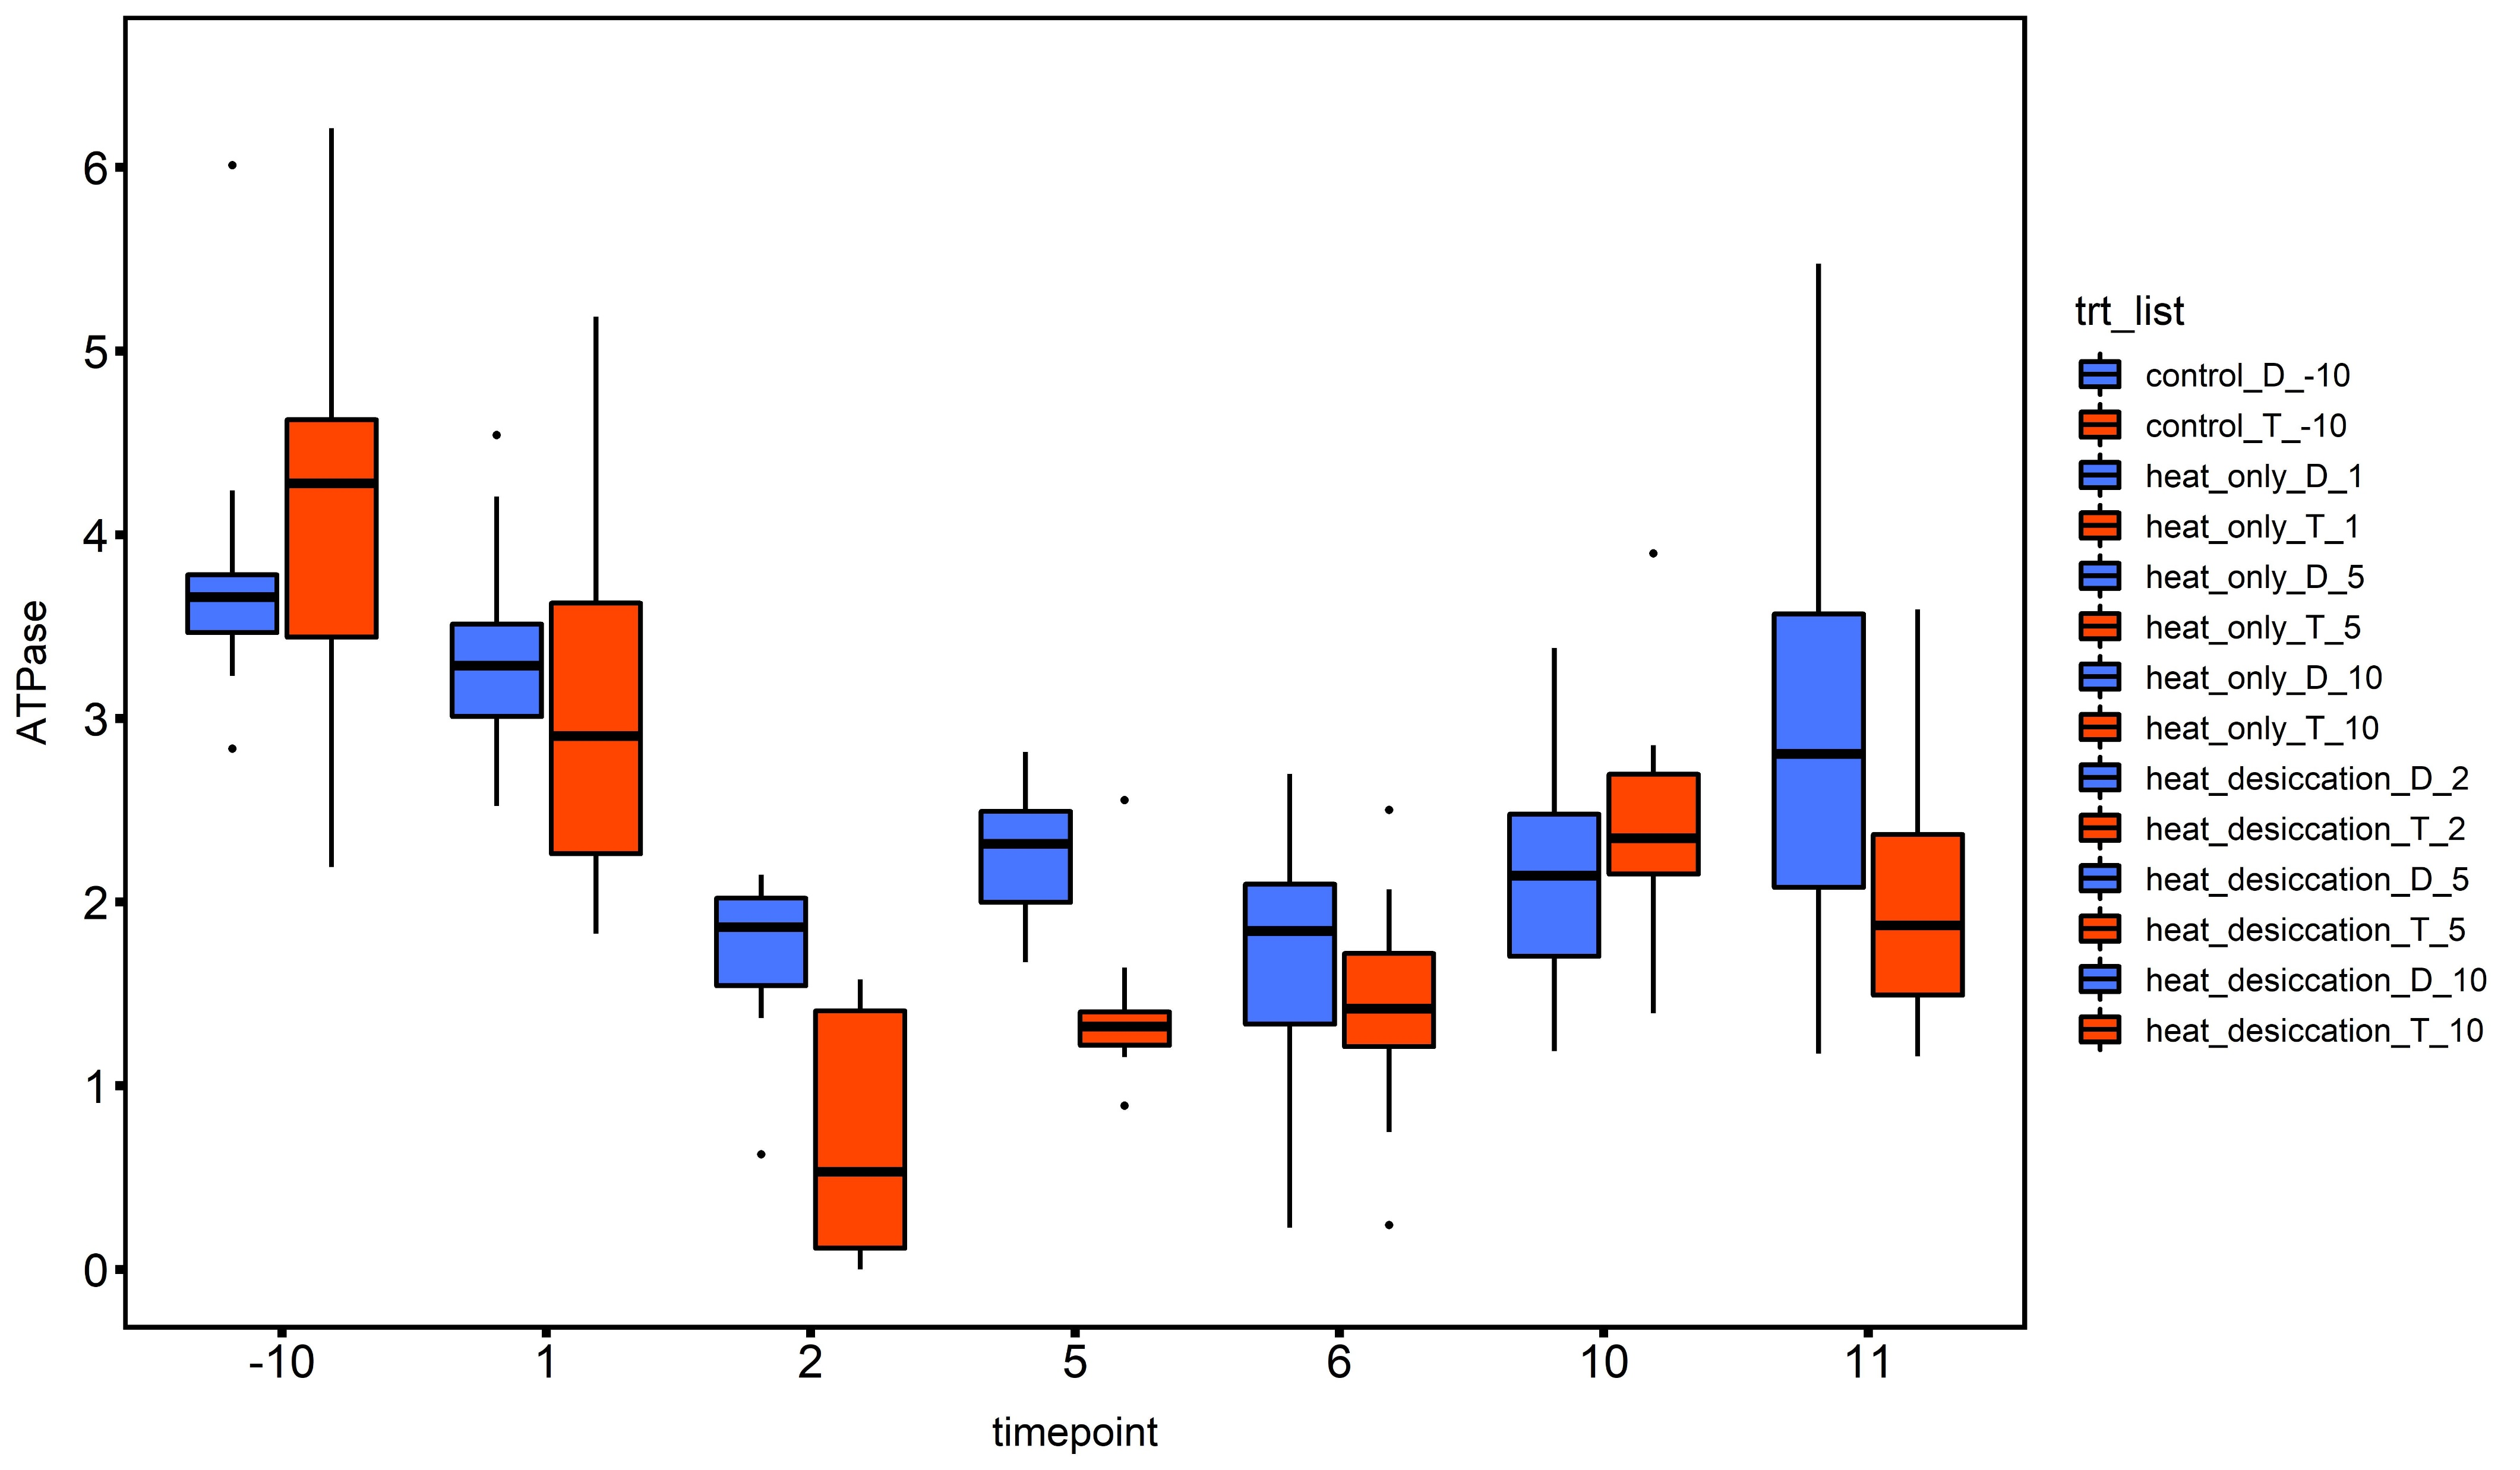 ATPase
6
5
4
3
2
1
0
-10 1 2 5 6 10 11
timepoint
trt_list
control_D_-10
control_T_-10
heat_only_D_1
heat_only_T_1
heat_only_D_5
heat_only_T_5
heat_only_D_10
heat_only_T_10
heat_desiccation_D_2
heat_desiccation_T_2
heat_desiccation_D_5
heat_desiccation_T_5
heat_desiccation_D_10
heat_desiccation_T_10